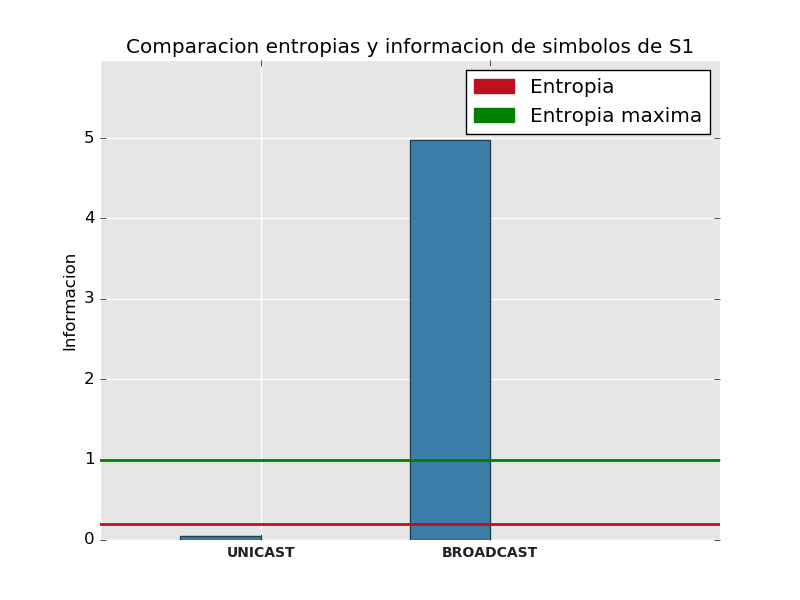 Comparacion entropias y informacion de simbolos de S1
Entropia
Entropia maxima
Informacion
5
4
3
2
1
0
UNICAST
BROADCAST